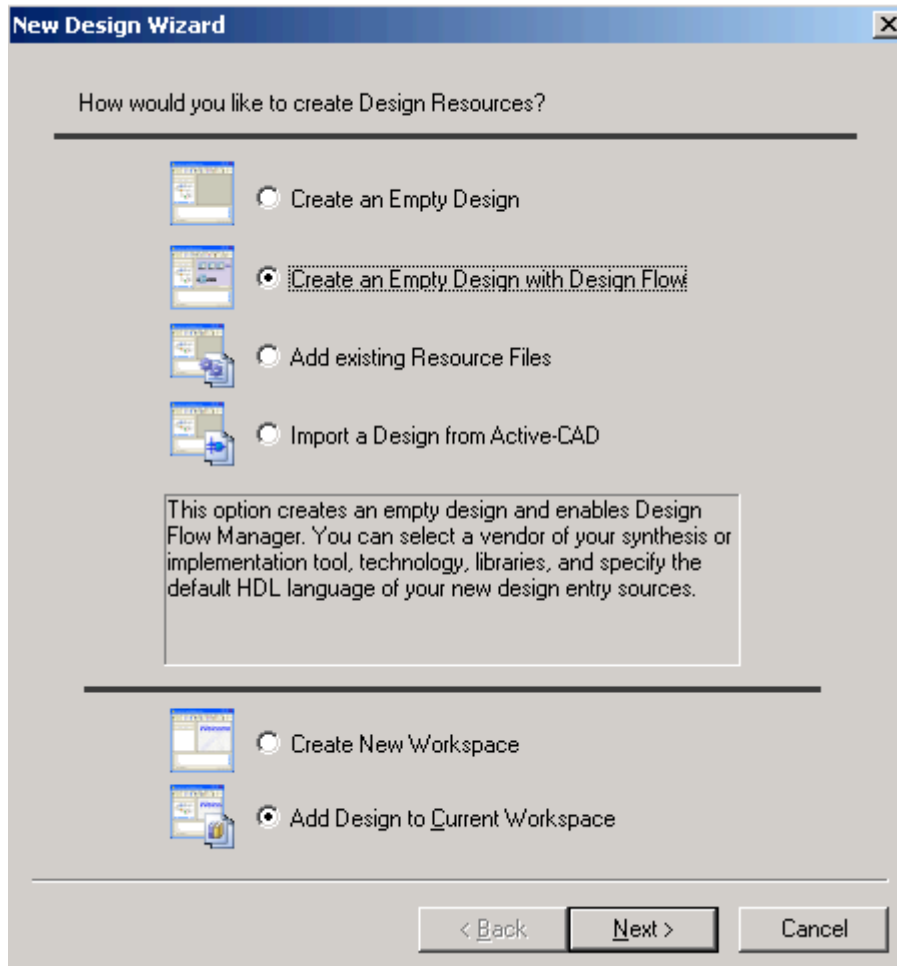 New Design Wizard
How would you like to create Design Resources?
Create an Empty Design
Create an Empty Design with Design Flow
Add existing Resource Files
Import a Design from Active-CAD
This option creates an empty design and enables Design
Flow Manager. You can select a vendor of your synthesis or
implementation tool, technology, libraries, and specify the
default HDL language of your new design entry sources.
Create New Workspace
Add Design to Current Workspace
< Back Next > Cancel